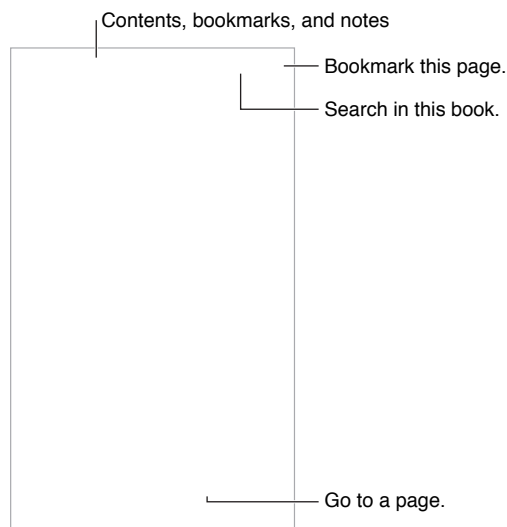 Contents, bookmarks, and notes
Bookmark this page.
Search in this book.
Go to a page.